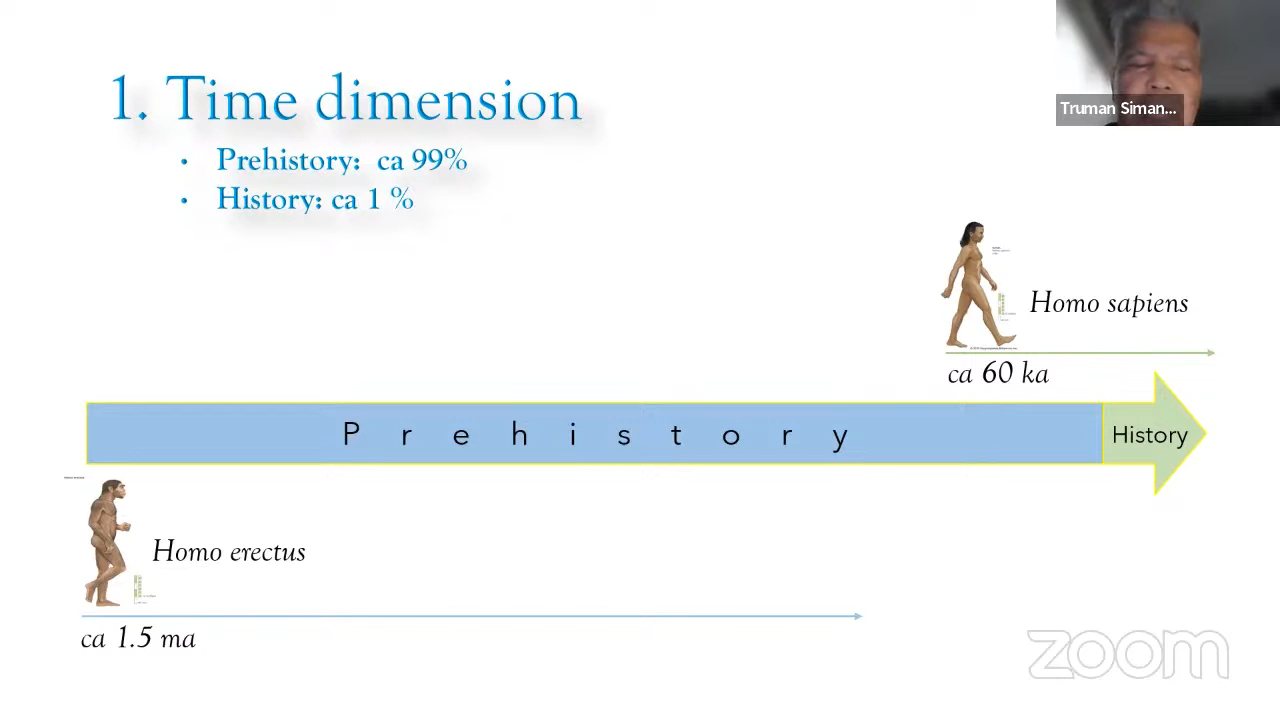 1. Time dimension
• Prehistory: ca 99%
• History: ca 1 %
Truman Siman...
Homo sapiens
ca 60 ka
Prehistory
History
Homo erectus
ca 1.5 ma
zoom